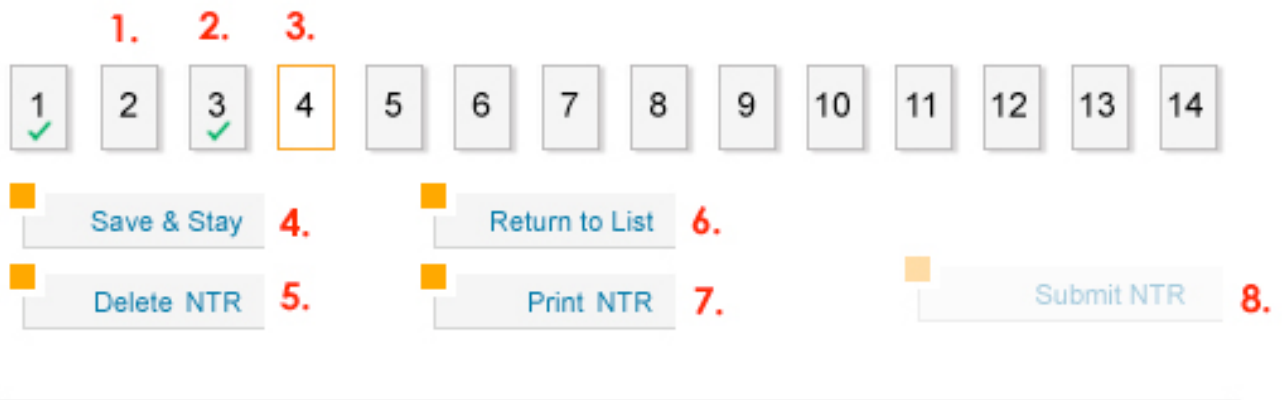 1. 2. 3.
1 2 3 4 5 6 7 8 9 10 11 12 13 14
Save & Stay 4. Return to List 6.
Delete NTR 5. Print NTR 7. Submit NTR 8.